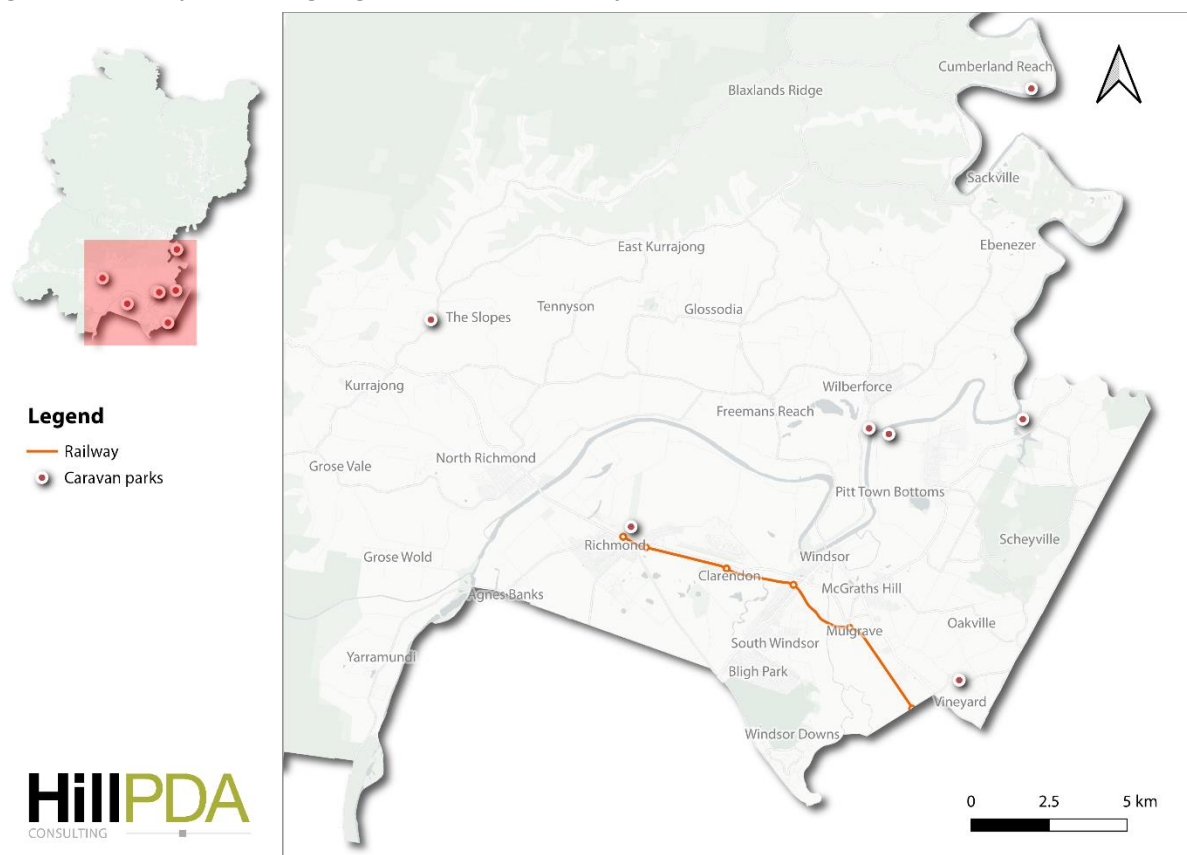 Cumberland Reach
Blaxlands Ridge
Sackville
Ebenezer
East Kurrajong
Tennyson
Glossodia
The Slopes
Kurrajong
Wilberforce
Freemans Reach
Legend
Railway
Caravan parks
North Richmond
Grose Vale
Pitt Town Bottoms
Scheyville
Richmond
Windsor
Grose Wold
Clarendon
McGraths Hill
Agnes Banks
Oakville
Mulgrave
South Windsor
Yarramundi
Bligh Park
Vineyard
Windsor Downs
HillPDA
CONSULTING
0 2.5 5 km